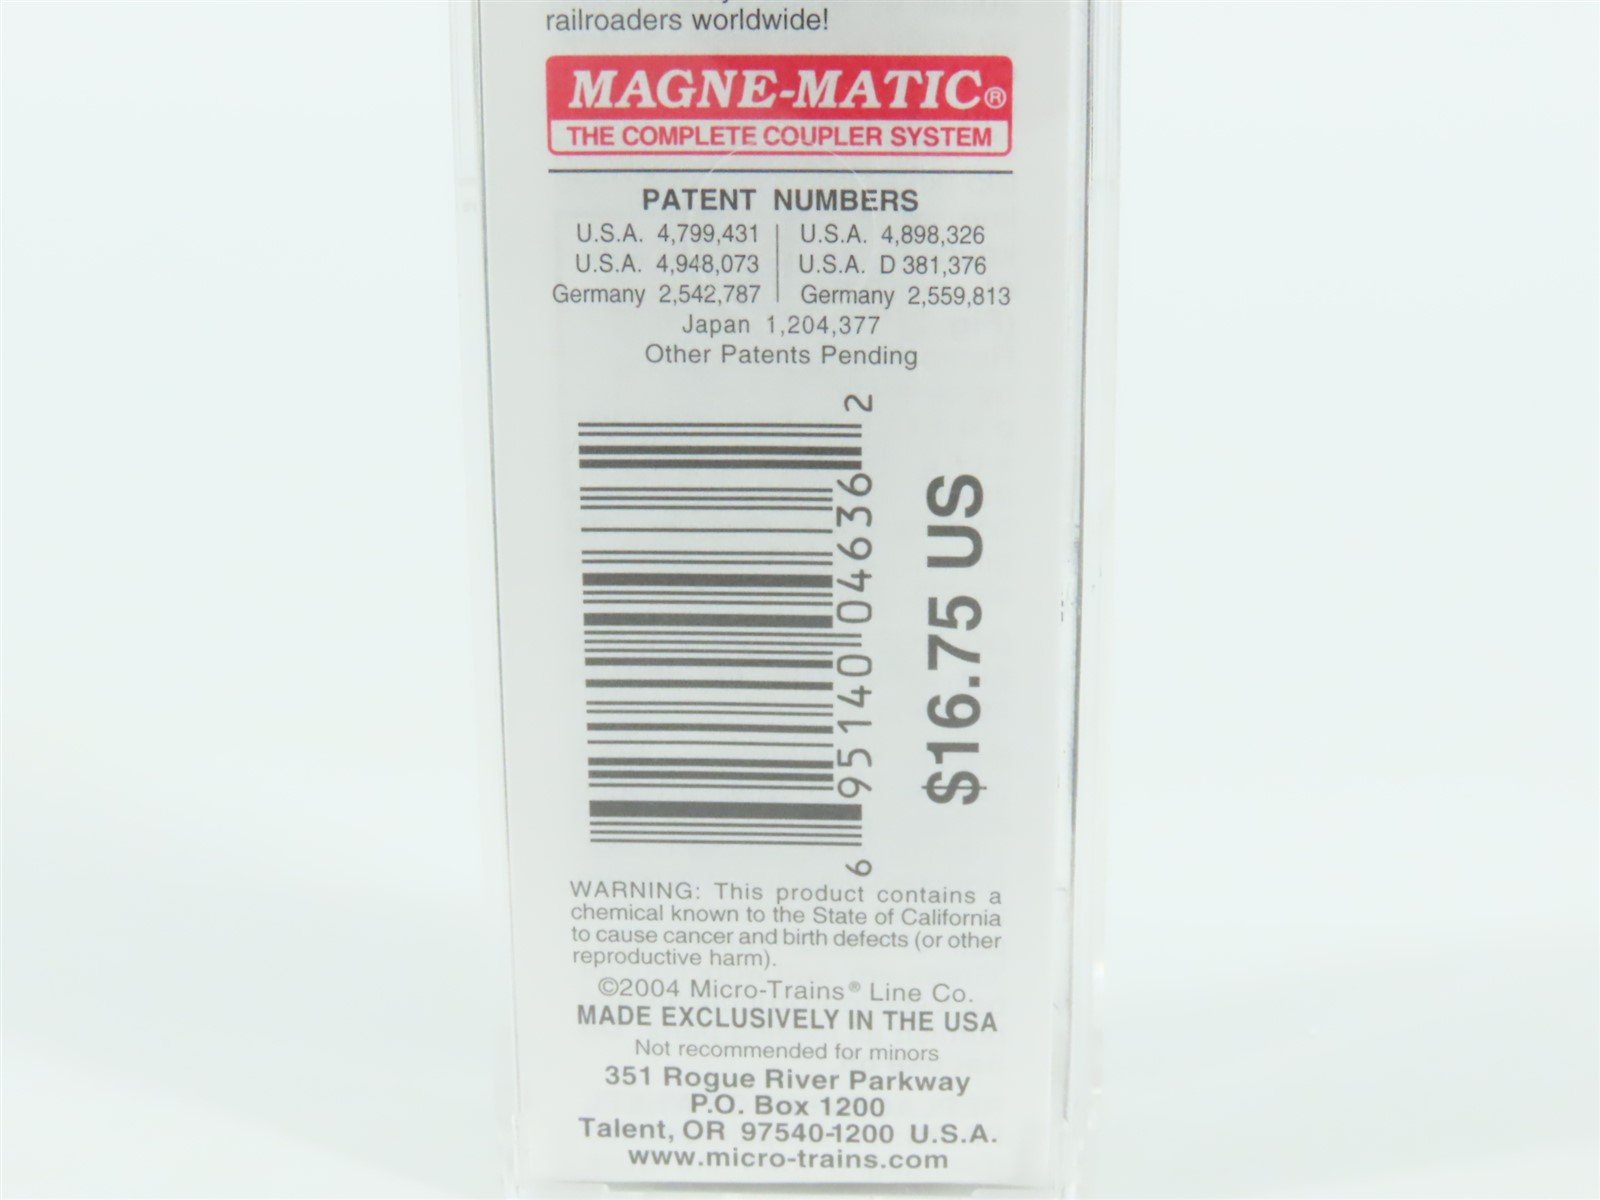 railroaders worldwide!
MAGNE-MATIC®
THE COMPLETE COUPLER SYSTEM
PATENT NUMBERS
U.S.A. 4,799,431 | U.S.A. 4,898,326
U.S.A. 4,948,073 | U.S.A. D 381,376
Germany 2,542,787 | Germany 2,559,813
Japan 1,204,377
Other Patents Pending
6 95140 04636 2
$16.75 US
WARNING: This product contains a
chemical known to the State of California
to cause cancer and birth defects (or other
reproductive harm).
©2004 Micro-Trains® Line Co.
MADE EXCLUSIVELY IN THE USA
Not recommended for minors
351 Rogue River Parkway
P.O. Box 1200
Talent, OR 97540-1200 U.S.A.
www.micro-trains.com